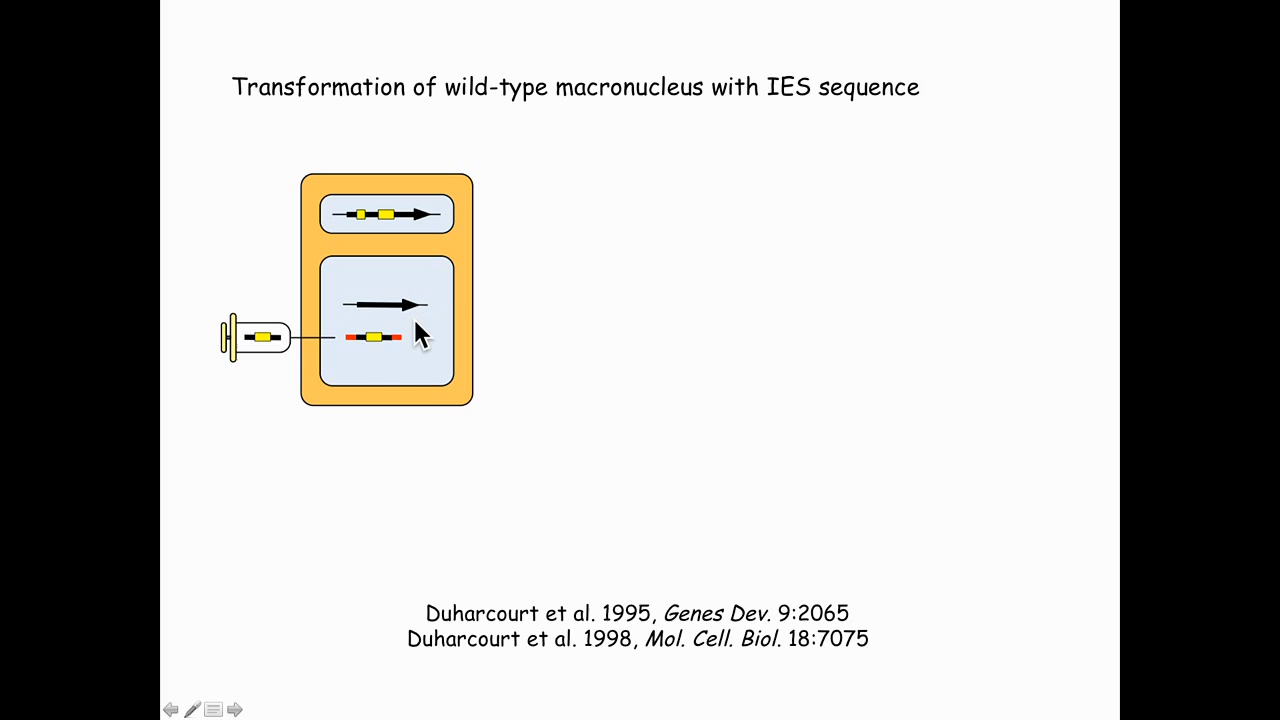 Transformation of wild-type macronucleus with IES sequence
Duharcourt et al. 1995, Genes Dev. 9:2065
Duharcourt et al. 1998, Mol. Cell. Biol. 18:7075